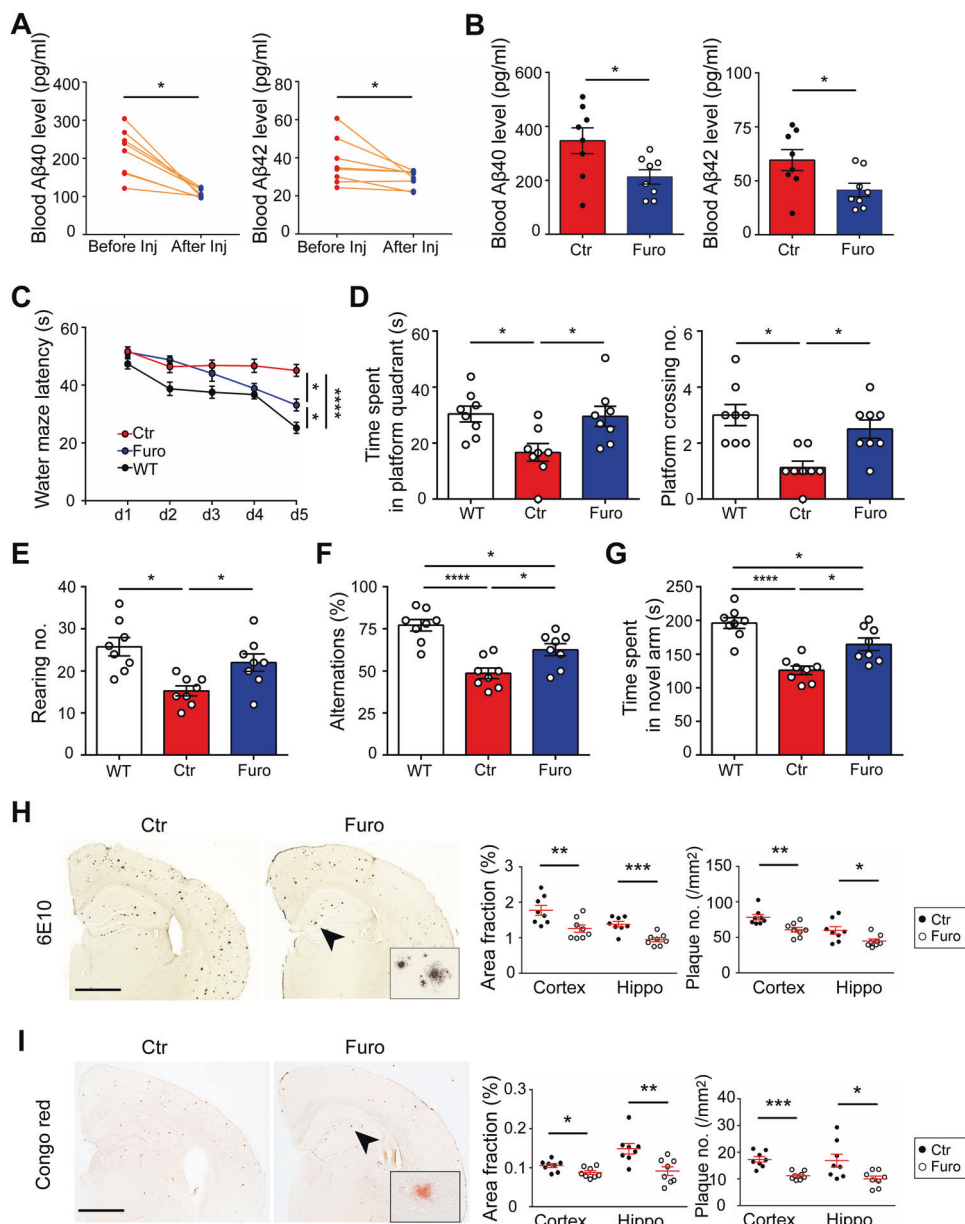 A
Blood Aβ40 level (pg/ml)
400
300
200
100
0
*
Before Inj
After Inj
Blood Aβ42 level (pg/ml)
80
60
40
20
0
*
Before Inj
After Inj
B
Blood Aβ40 level (pg/ml)
600
400
200
0
*
Ctr
Furo
Blood Aβ42 level (pg/ml)
100
75
50
25
0
*
Ctr
Furo
C
Water maze latency (s)
60
40
20
0
Ctr
Furo
WT
*
*
****
d1
d2
d3
d4
d5
D
Time spent
in platform quadrant (s)
60
40
20
0
*
*
WT
Ctr
Furo
Platform crossing no.
6
4
2
0
*
*
WT
Ctr
Furo
E
Rearing no.
40
30
20
10
0
*
*
WT
Ctr
Furo
F
Alternations (%)
100
75
50
25
0
*
****
*
WT
Ctr
Furo
G
Time spent
in novel arm (s)
250
200
150
100
50
0
*
****
*
WT
Ctr
Furo
H
6E10
Ctr
Furo
Area fraction (%)
3
2
1
0
**
***
Cortex
Hippo
Plaque no. (/mm²)
150
100
50
0
**
*
Cortex
Hippo
Ctr
Furo
I
Congo red
Ctr
Furo
Area fraction (%)
0.3
0.2
0.1
0
*
**
Cortex
Hippo
Plaque no. (/mm²)
40
30
20
10
0
***
*
Cortex
Hippo
Ctr
Furo